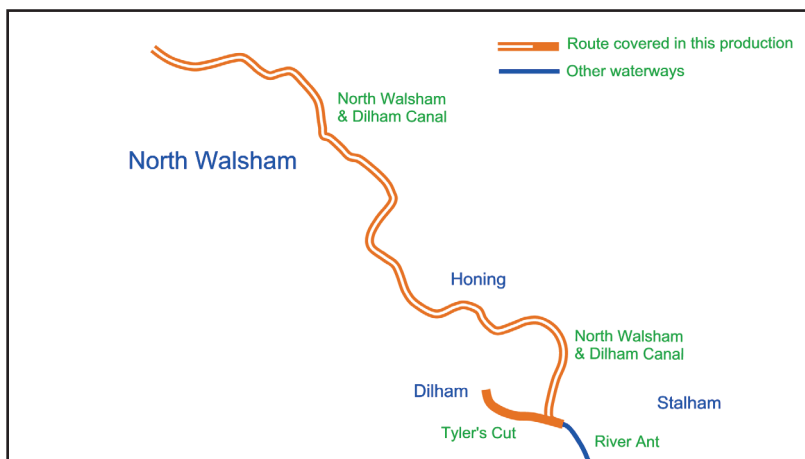 Route covered in this production
Other waterways
North Walsham
& Dilham Canal
North Walsham
Honing
North Walsham
& Dilham Canal
Dilham
Stalham
Tyler's Cut
River Ant